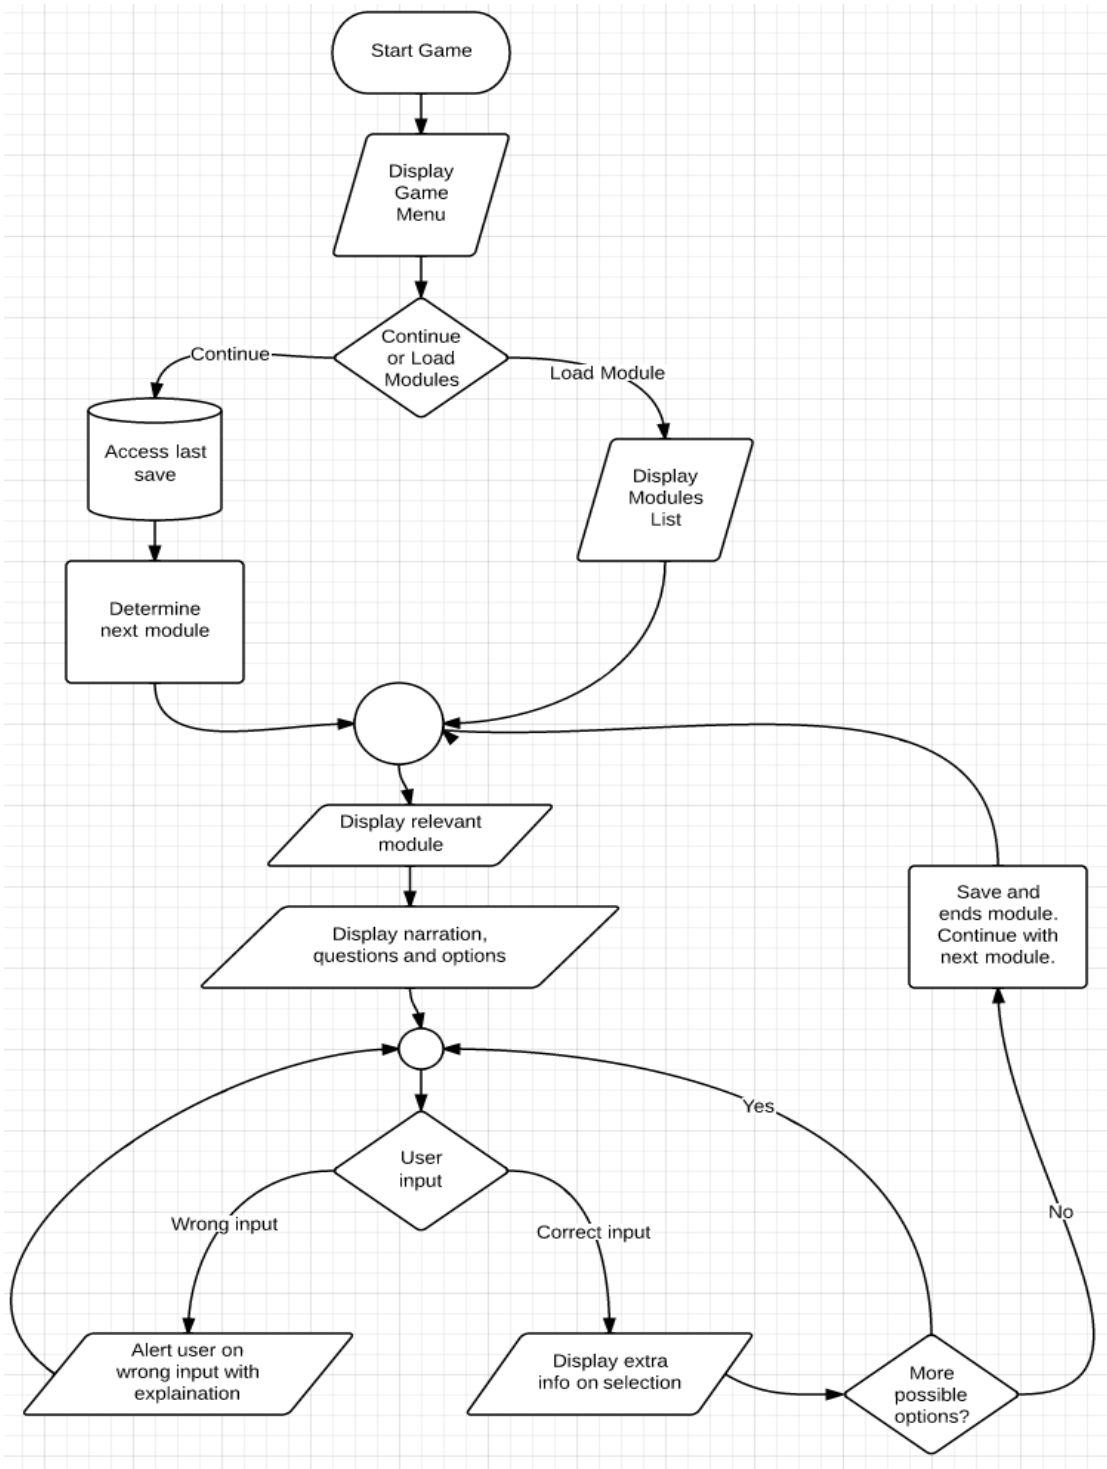 Start Game
Display
Game
Menu
Continue
or Load
Modules
Continue
Load Module
Access last
save
Display
Modules
List
Determine
next module
Display relevant
module
Save and
ends module.
Continue with
next module.
Display narration,
questions and options
Yes
User
input
No
Wrong input
Correct input
Alert user on
wrong input with
explaination
Display extra
info on selection
More
possible
options?